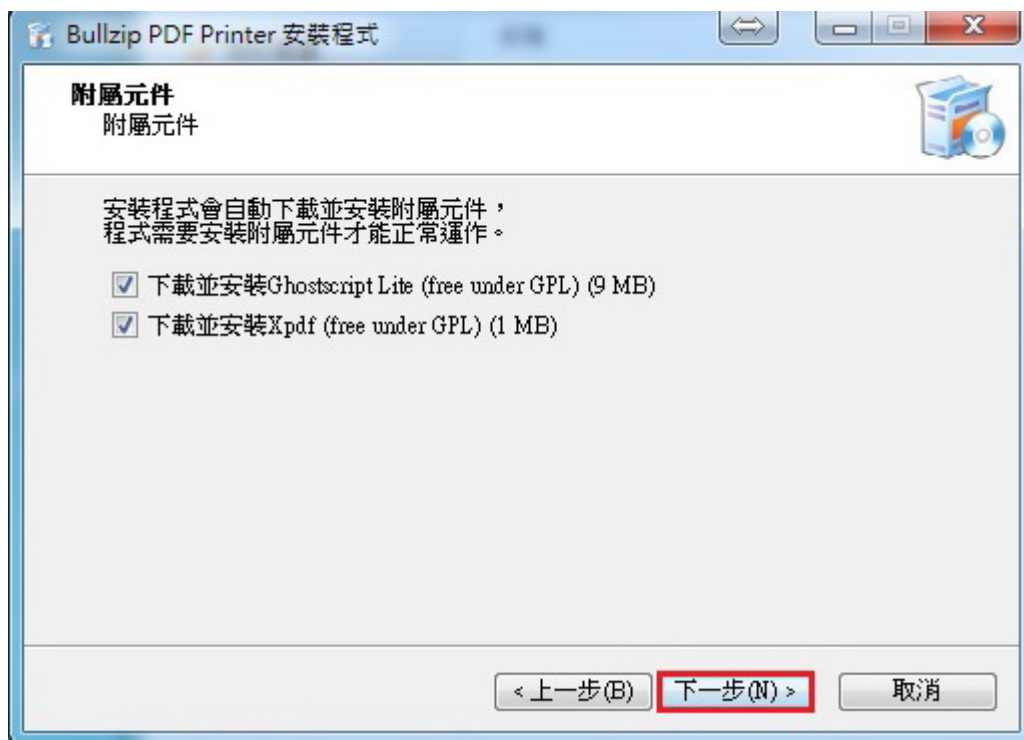 Bullzip PDF Printer 安裝程式
附屬元件
附屬元件
安裝程式會自動下載並安裝附屬元件，
程式需要安裝附屬元件才能正常運作。
下載並安裝Ghostscript Lite (free under GPL) (9 MB)
下載並安裝Xpdf (free under GPL) (1 MB)
<上一步(B) 下一步(N) > 取消